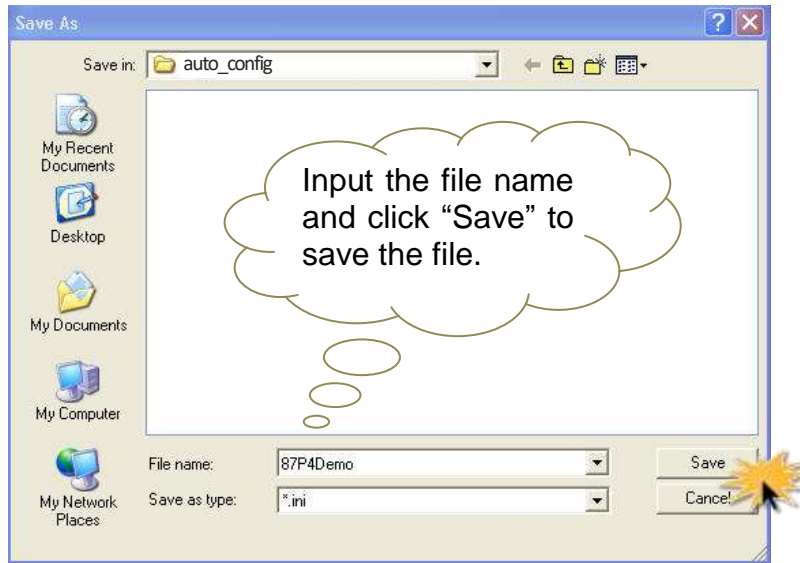 Save As
Save in:
auto_config
My Recent
Documents
Desktop
My Documents
My Computer
My Network
Places
Input the file name
and click “Save” to
save the file.
File name:
87P4Demo
Save
Save as type:
*.ini
Cancel